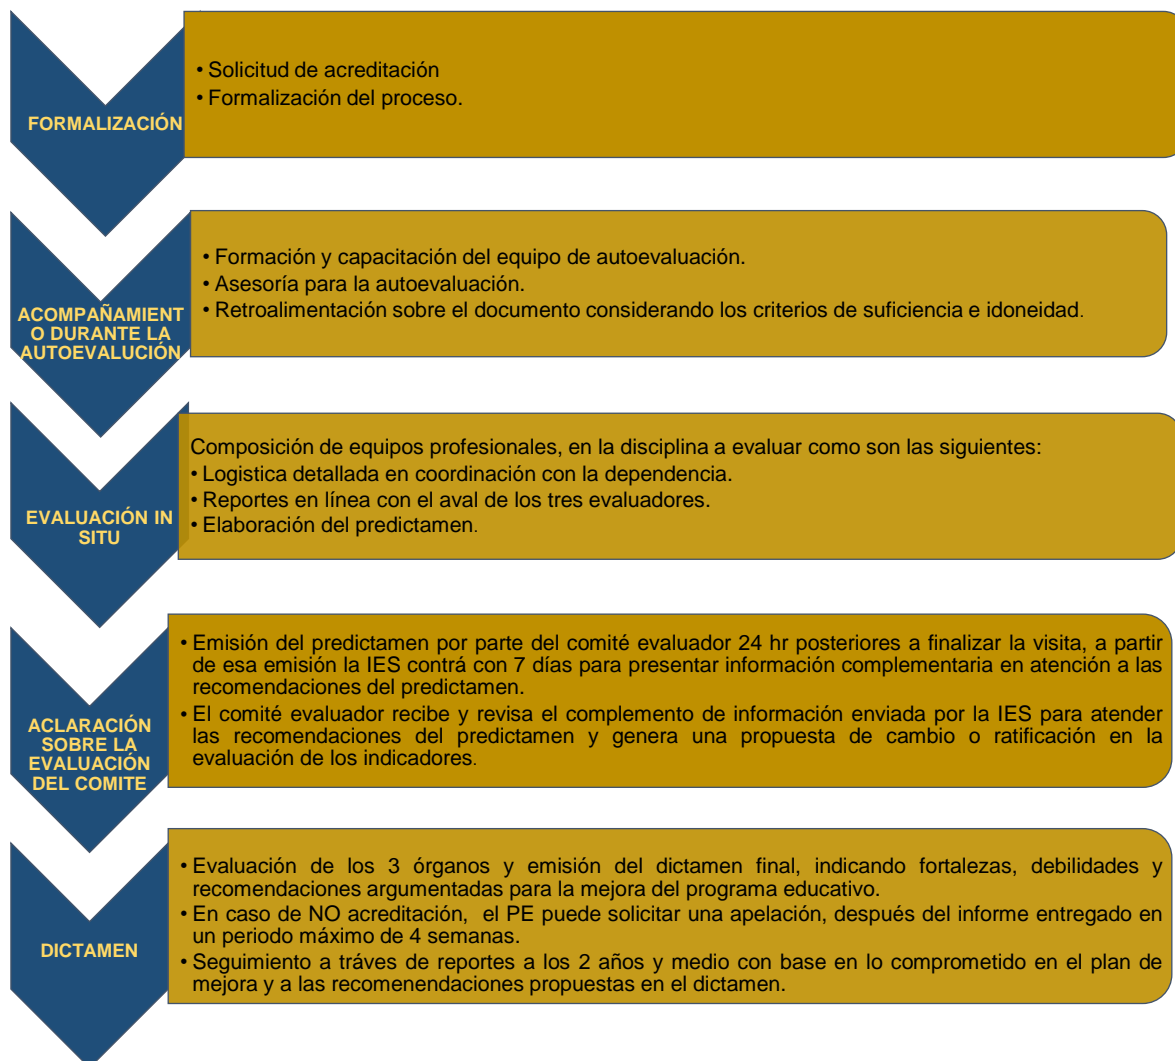 FORMALIZACIÓN
• Solicitud de acreditación
• Formalización del proceso.
ACOMPAÑAMIENT
O DURANTE LA
AUTOEVALUCIÓN
• Formación y capacitación del equipo de autoevaluación.
• Asesoría para la autoevaluación.
• Retroalimentación sobre el documento considerando los criterios de suficiencia e idoneidad.
EVALUACIÓN IN
SITU
Composición de equipos profesionales, en la disciplina a evaluar como son las siguientes:
• Logistica detallada en coordinación con la dependencia.
• Reportes en línea con el aval de los tres evaluadores.
• Elaboración del predictamen.
ACLARACIÓN
SOBRE LA
EVALUACIÓN
DEL COMITE
• Emisión del predictamen por parte del comité evaluador 24 hr posteriores a finalizar la visita, a partir
de esa emisión la IES contrá con 7 días para presentar información complementaria en atención a las
recomendaciones del predictamen.
• El comité evaluador recibe y revisa el complemento de información enviada por la IES para atender
las recomendaciones del predictamen y genera una propuesta de cambio o ratificación en la
evaluación de los indicadores.
DICTAMEN
• Evaluación de los 3 órganos y emisión del dictamen final, indicando fortalezas, debilidades y
recomendaciones argumentadas para la mejora del programa educativo.
• En caso de NO acreditación, el PE puede solicitar una apelación, después del informe entregado en
un periodo máximo de 4 semanas.
• Seguimiento a tráves de reportes a los 2 años y medio con base en lo comprometido en el plan de
mejora y a las recomenendaciones propuestas en el dictamen.